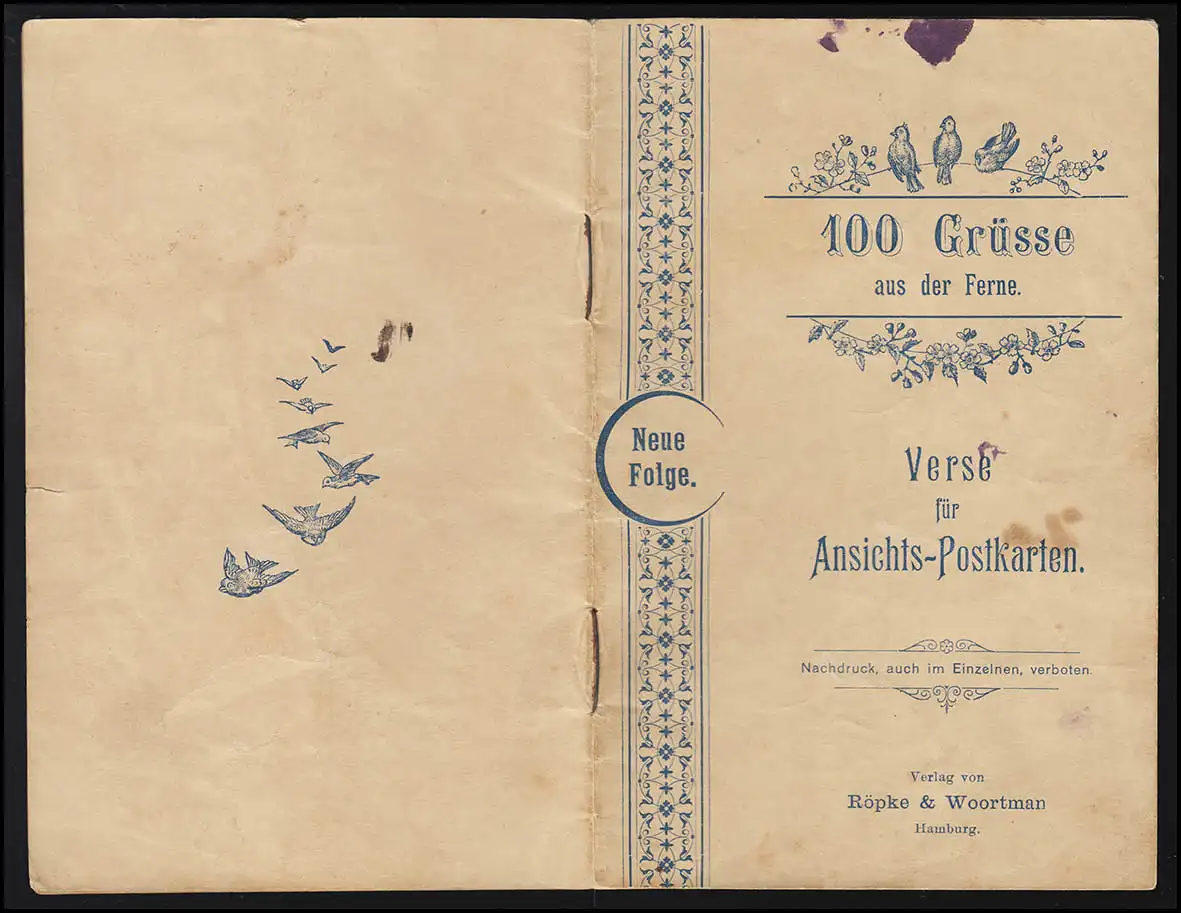 100 Grüsse
aus der Ferne.
Neue
Folge.
Verse
für
Ansichts-Postkarten.
Nachdruck, auch im Einzelnen, verboten.
Verlag von
Röpke & Woortman
Hamburg.